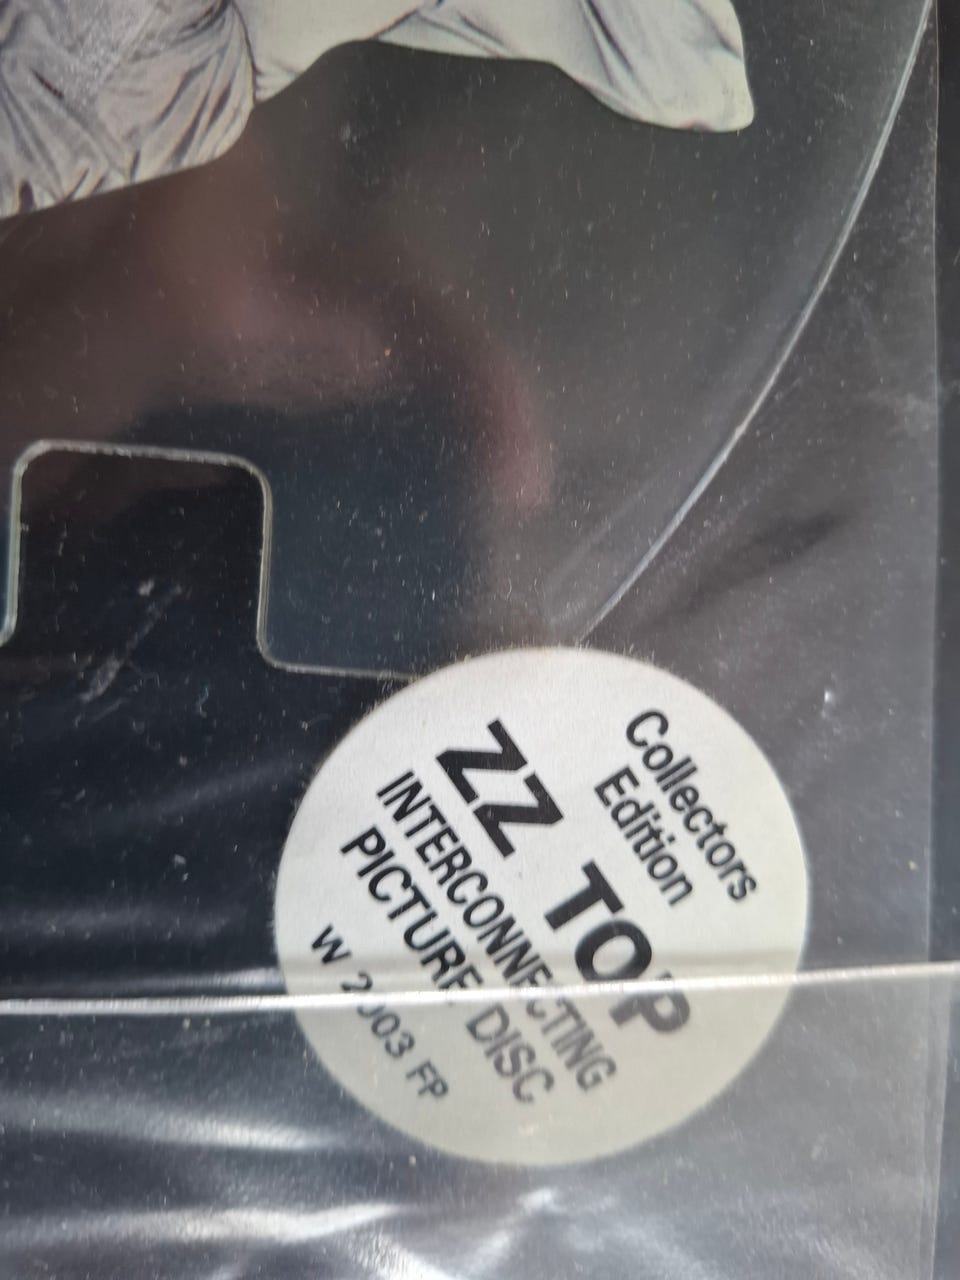 Collectors
Edition
ZZ TOP
INTERCONNECTING
PICTURE DISC
W 2003 FP